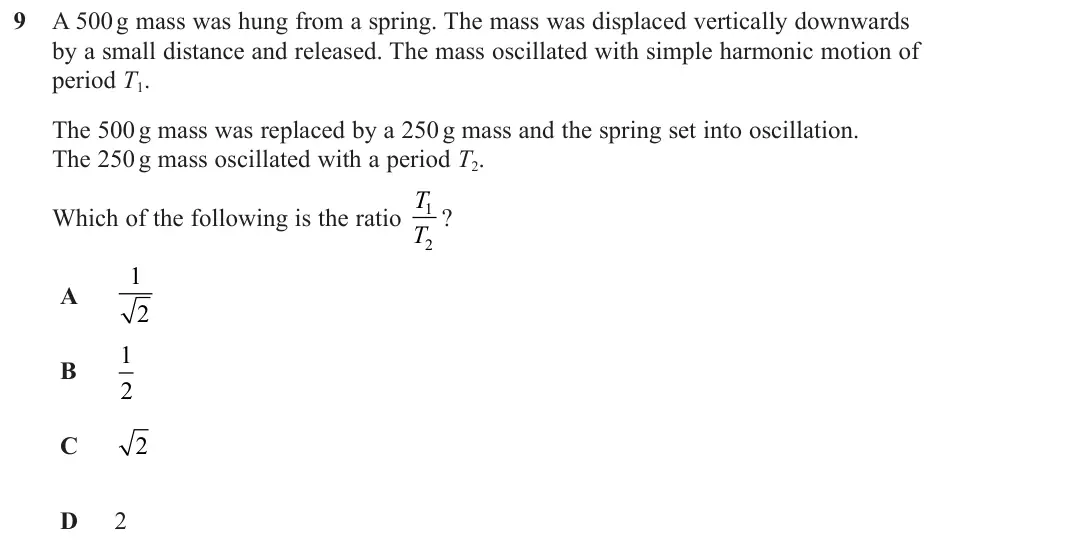 9 A 500 g mass was hung from a spring. The mass was displaced vertically downwards
by a small distance and released. The mass oscillated with simple harmonic motion of
period T₁.
The 500 g mass was replaced by a 250 g mass and the spring set into oscillation.
The 250 g mass oscillated with a period T₂.
Which of the following is the ratio T₁/T₂?
A 1/√2
B 1/2
C √2
D 2